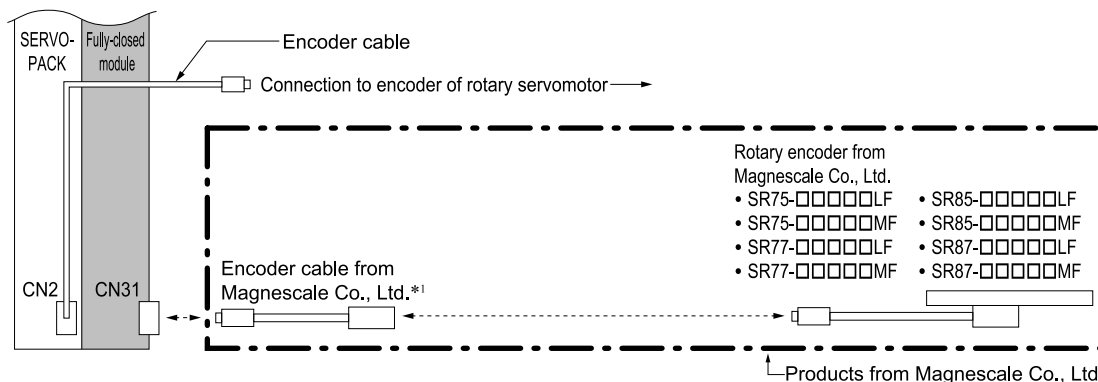 SERVO-
PACK
Fully-closed
module
Encoder cable
Connection to encoder of rotary servomotor
Rotary encoder from
Magnescale Co., Ltd.
• SR75-□□□□□LF
• SR75-□□□□□MF
• SR77-□□□□□LF
• SR77-□□□□□MF
• SR85-□□□□□LF
• SR85-□□□□□MF
• SR87-□□□□□LF
• SR87-□□□□□MF
CN2
CN31
Encoder cable from
Magnescale Co., Ltd.*1
Products from Magnescale Co., Ltd